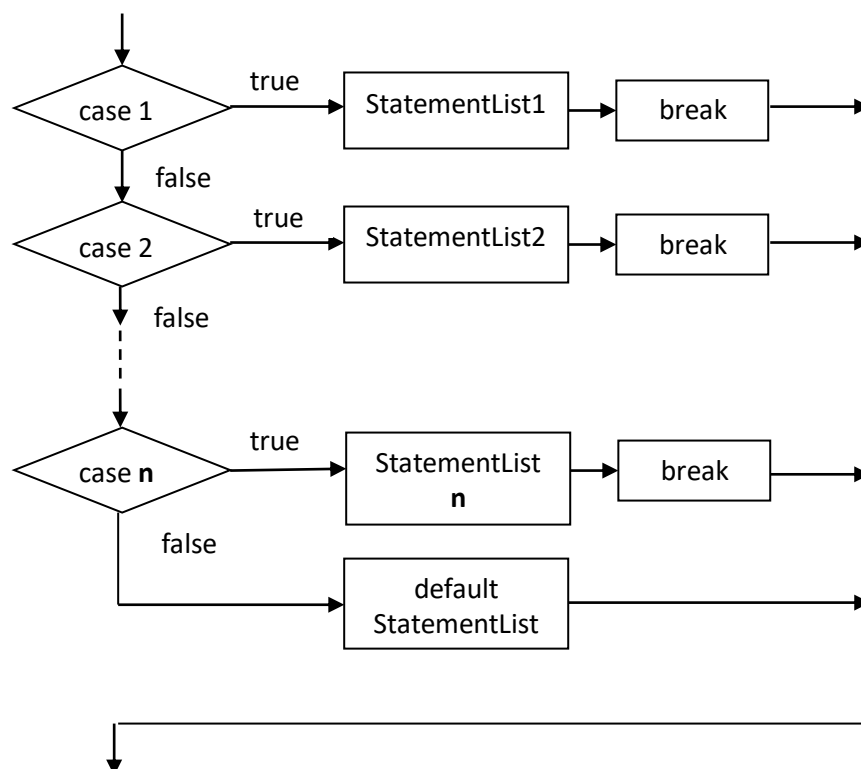 true
case 1
StatementList1
break
false
true
case 2
StatementList2
break
false
true
case n
StatementList
n
break
false
default
StatementList